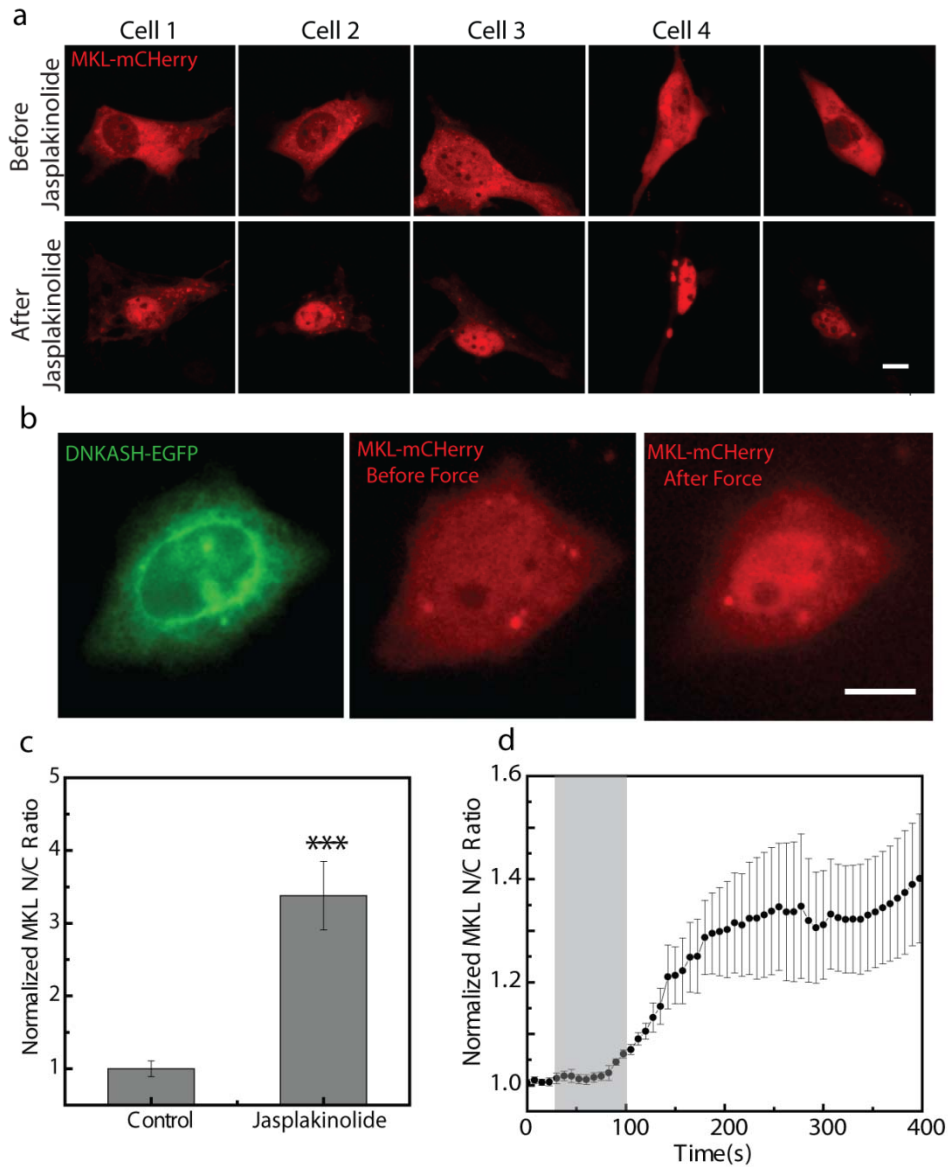 a
Cell 1 Cell 2 Cell 3 Cell 4
Before
Jasplakinolide
MKL-mCherry
After
Jasplakinolide
b
DNKASH-EGFP
MKL-mCherry
Before Force
MKL-mCherry
After Force
c
Normalized MKL N/C Ratio
5
4
3
2
1
***
Control Jasplakinolide
d
Normalized MKL N/C Ratio
1.6
1.4
1.2
1.0
0 100 200 300 400
Time(s)